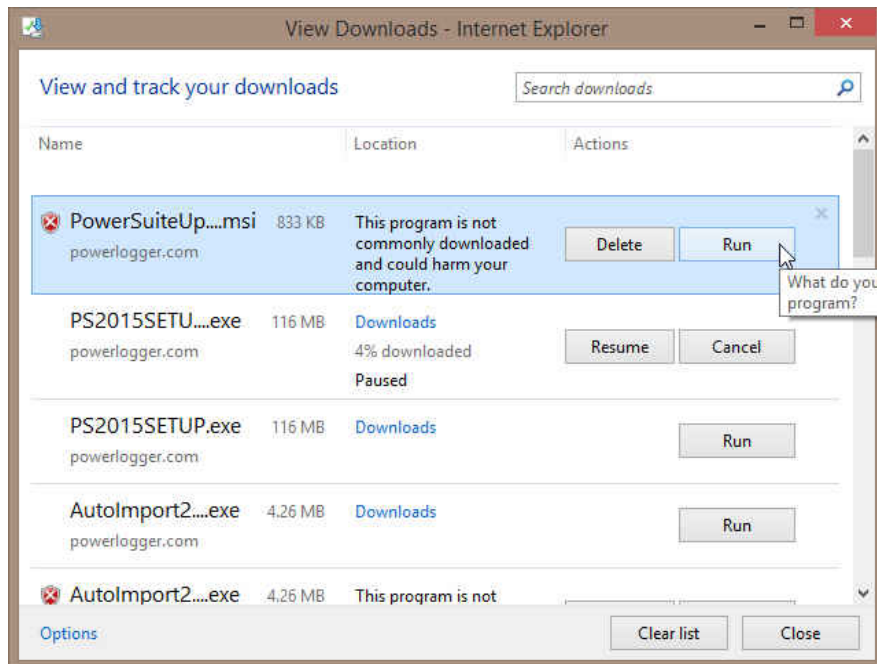 View Downloads - Internet Explorer
View and track your downloads
Search downloads
Name Location Actions
PowerSuiteUp....msi 833 KB
powerlogger.com
This program is not
commonly downloaded
and could harm your
computer.
Delete Run
What do you
program?
PS2015SETU....exe 116 MB
powerlogger.com
Downloads
4% downloaded
Paused
Resume Cancel
PS2015SETUP.exe 116 MB
powerlogger.com
Downloads
Run
AutoImport2....exe 4.26 MB
powerlogger.com
Downloads
Run
AutoImport2....exe 4.26 MB
This program is not
Options Clear list Close